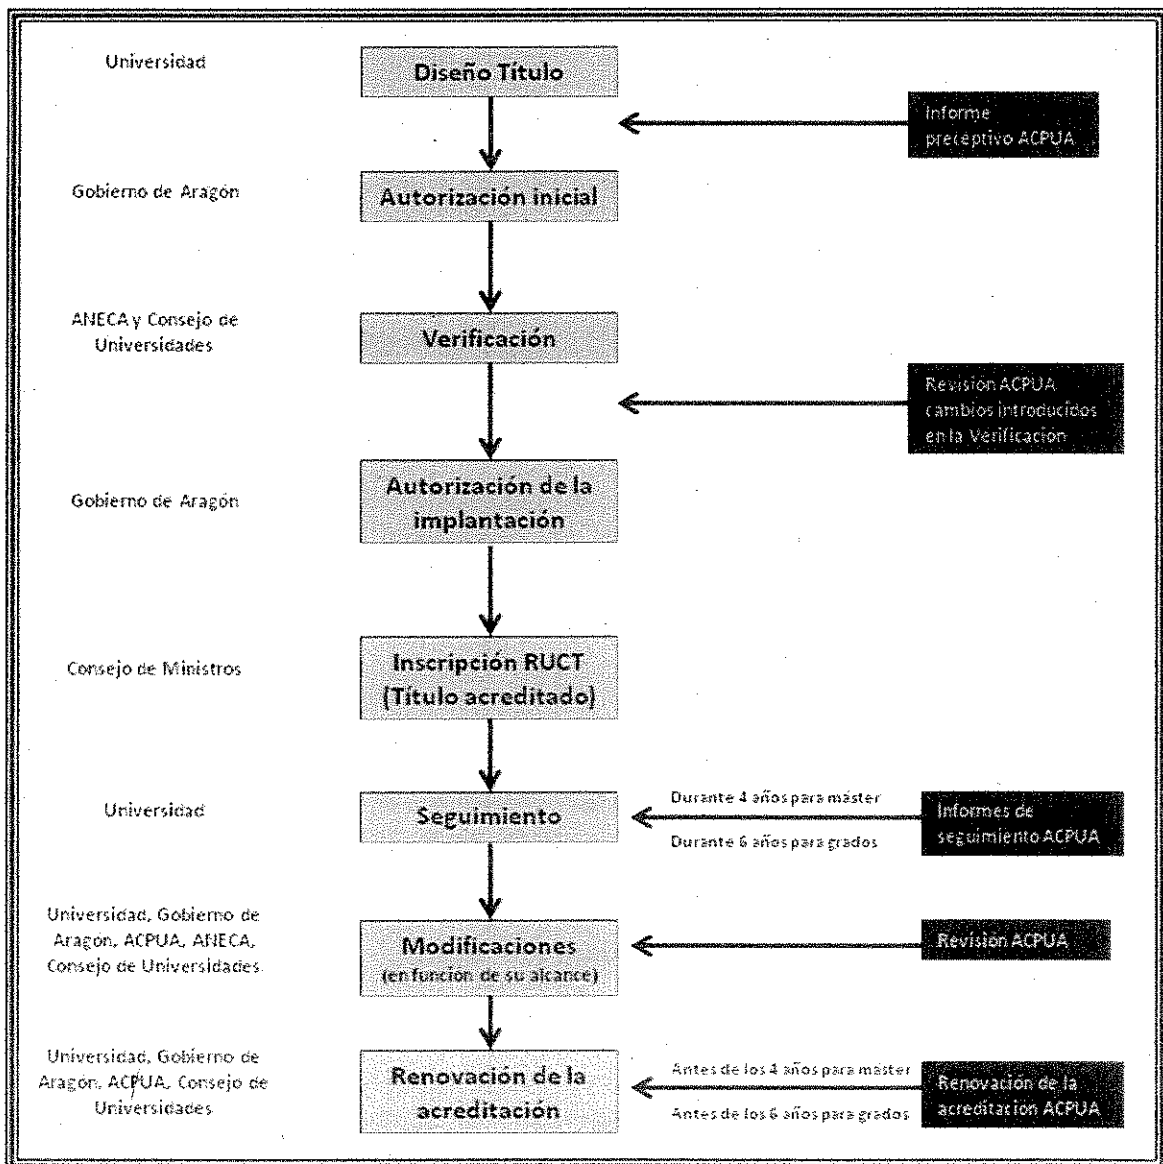 Universidad
Diseño Título
Informe
preceptivo ACPUA
Gobierno de Aragón
Autorización inicial
ANECA y Consejo de
Universidades
Verificación
Revisión ACPUA
cambios introducidos
en la Verificación
Gobierno de Aragón
Autorización de la
implantación
Consejo de Ministros
Inscripción RUCT
(Título acreditado)
Universidad
Seguimiento
Durante 4 años para máster
Durante 6 años para grados
Informes de
seguimiento ACPUA
Universidad, Gobierno de
Aragón, ACPUA, ANECA,
Consejo de Universidades
Modificaciones
(en función de su alcance)
Revisión ACPUA
Universidad, Gobierno de
Aragón, ACPUA, Consejo de
Universidades
Renovación de la
acreditación
Antes de los 4 años para máster
Antes de los 6 años para grados
Renovación de la
acreditación ACPUA